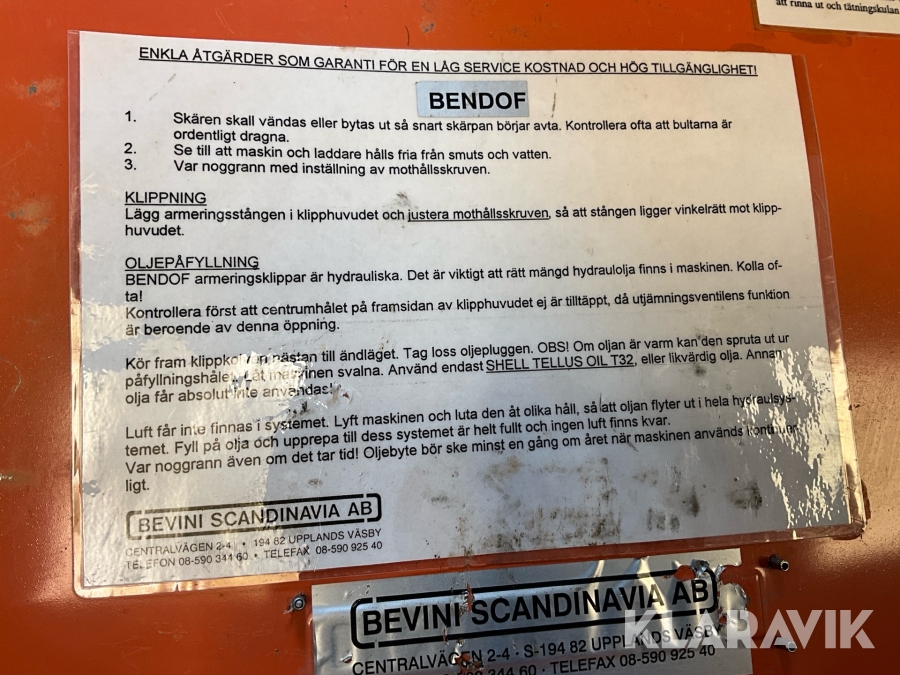 att rinna ut och tätningskulan
ENKLA ÅTGÄRDER SOM GARANTI FÖR EN LÅG SERVICE KOSTNAD OCH HÖG TILLGÄNGLIGHET!
BENDOF
1. Skären skall vändas eller bytas ut så snart skärpan börjar avta. Kontrollera ofta att bultarna är
ordentligt dragna.
2. Se till att maskin och laddare hålls fria från smuts och vatten.
3. Var noggrann med inställning av mothållsskruven.
KLIPPNING
Lägg armeringsstången i klipphuvudet och justera mothållsskruven, så att stången ligger vinkelrätt mot klipp-
huvudet.
OLJEPÅFYLLNING
BENDOF armeringsklippar är hydrauliska. Det är viktigt att rätt mängd hydraulolja finns i maskinen. Kolla of-
ta!
Kontrollera först att centrumhålet på framsidan av klipphuvudet ej är tilltäppt, då utjämningsventilens funktion
är beroende av denna öppning.
Kör fram nästan till ändläget. Tag loss oljepluggen. OBS! Om oljan är varm kan den spruta ut ur
svalna. Använd endast SHELL TELLUS OIL T32, eller likvärdig olja. Annan
olja får absolut inte användas!
Luft får inte finnas i systemet. Lyft maskinen och luta den åt olika håll, så att oljan flyter ut i hela hydraulsys-
temet. Fyll på olja och upprepa till dess systemet är helt fullt och ingen luft finns kvar.
Var noggrann även om det tar tid! Oljebyte bör ske minst en gång om året när maskinen används kontinuer
ligt.
BEVINI SCANDINAVIA AB
CENTRALVÄGEN 2-4 • 194 82 UPPLANDS VÄSBY
TELEFON 08-590 344 60 • TELEFAX 08-590 925 40
BEVINI SCANDINAVIA AB
CENTRALVÄGEN 2-4 · S-194 82 UPPLANDS VÄSBY
344 60 · TELEFAX 08-590 925 40
KLARAVIK